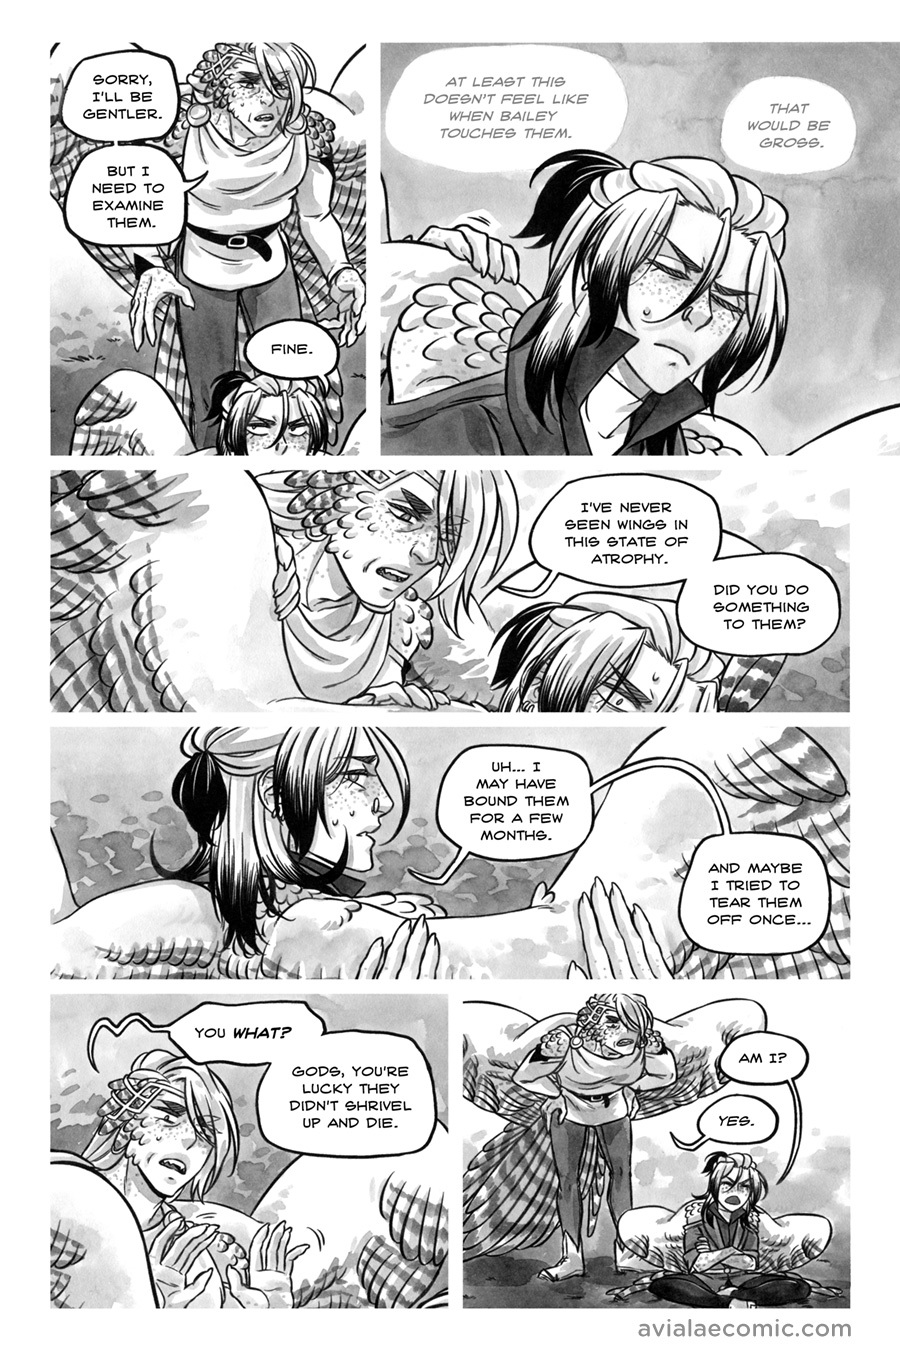 SORRY,
I'LL BE
GENTLER.
BUT I
NEED TO
EXAMINE
THEM.
FINE.
AT LEAST THIS
DOESN'T FEEL LIKE
WHEN BAILEY
TOUCHES THEM.
THAT
WOULD BE
GROSS.
I'VE NEVER
SEEN WINGS IN
THIS STATE OF
ATROPHY.
DID YOU DO
SOMETHING
TO THEM?
UH... I
MAY HAVE
BOUND THEM
FOR A FEW
MONTHS.
AND MAYBE
I TRIED TO
TEAR THEM
OFF ONCE...
YOU WHAT?
GODS, YOU'RE
LUCKY THEY
DIDN'T SHRIVEL
UP AND DIE.
AM I?
YES.
avialaecomic.com